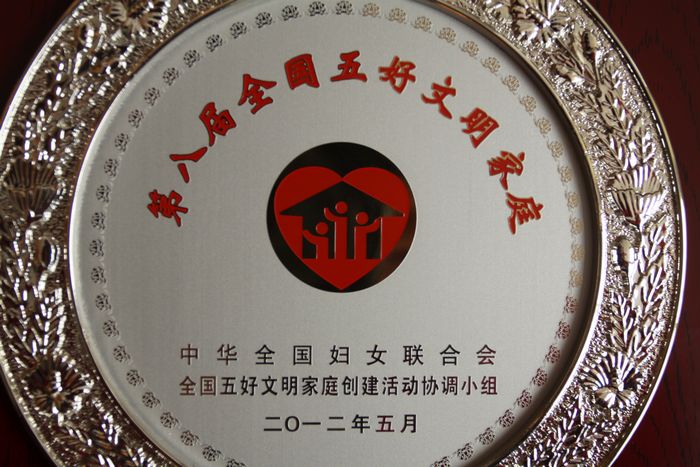 第八届全国五好文明家庭
中华全国妇女联合会
全国五好文明家庭创建活动协调小组
二〇一二年五月